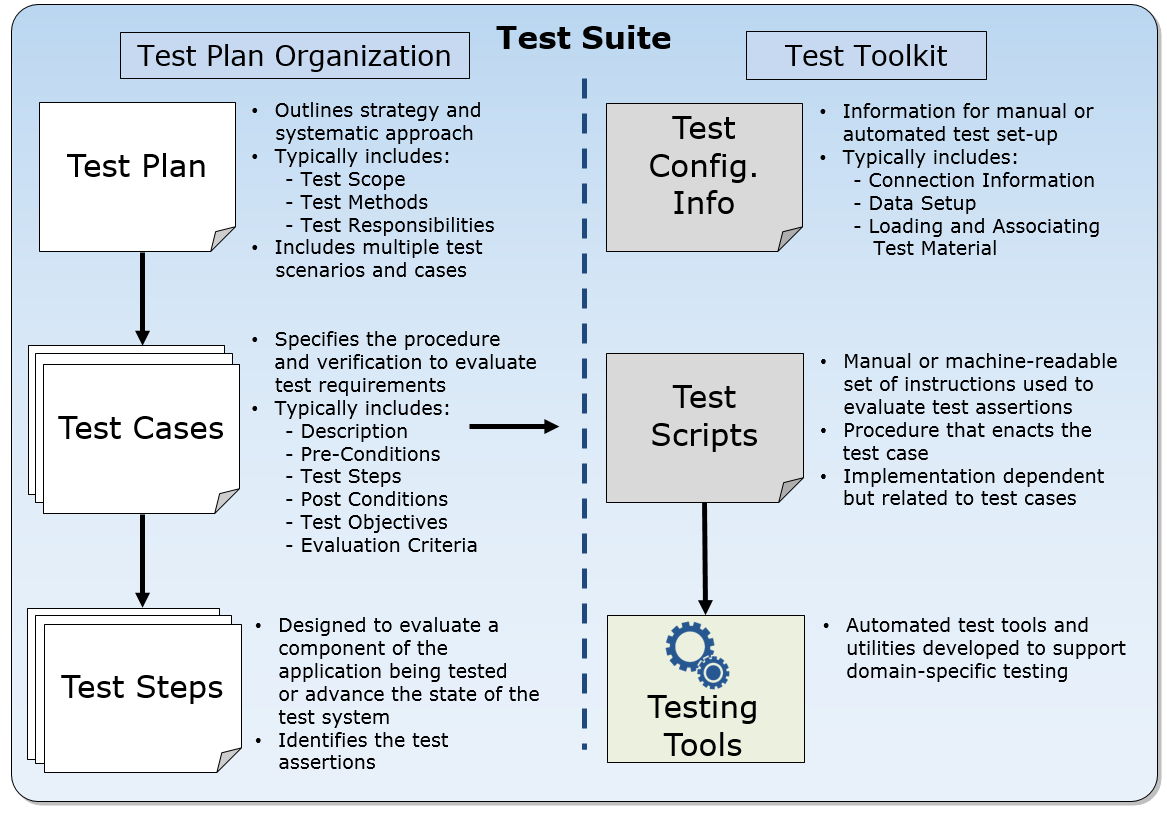 Test Suite
Test Plan Organization
Test Plan
• Outlines strategy and
systematic approach
• Typically includes:
- Test Scope
- Test Methods
- Test Responsibilities
• Includes multiple test
scenarios and cases
Test Cases
• Specifies the procedure
and verification to evaluate
test requirements
• Typically includes:
- Description
- Pre-Conditions
- Test Steps
- Post Conditions
- Test Objectives
- Evaluation Criteria
Test Steps
• Designed to evaluate a
component of the
application being tested
or advance the state of the
test system
• Identifies the test
assertions
Test Toolkit
Test
Config.
Info
• Information for manual or
automated test set-up
• Typically includes:
- Connection Information
- Data Setup
- Loading and Associating
Test Material
Test
Scripts
• Manual or machine-readable
set of instructions used to
evaluate test assertions
• Procedure that enacts the
test case
• Implementation dependent
but related to test cases
Testing
Tools
• Automated test tools and
utilities developed to support
domain-specific testing